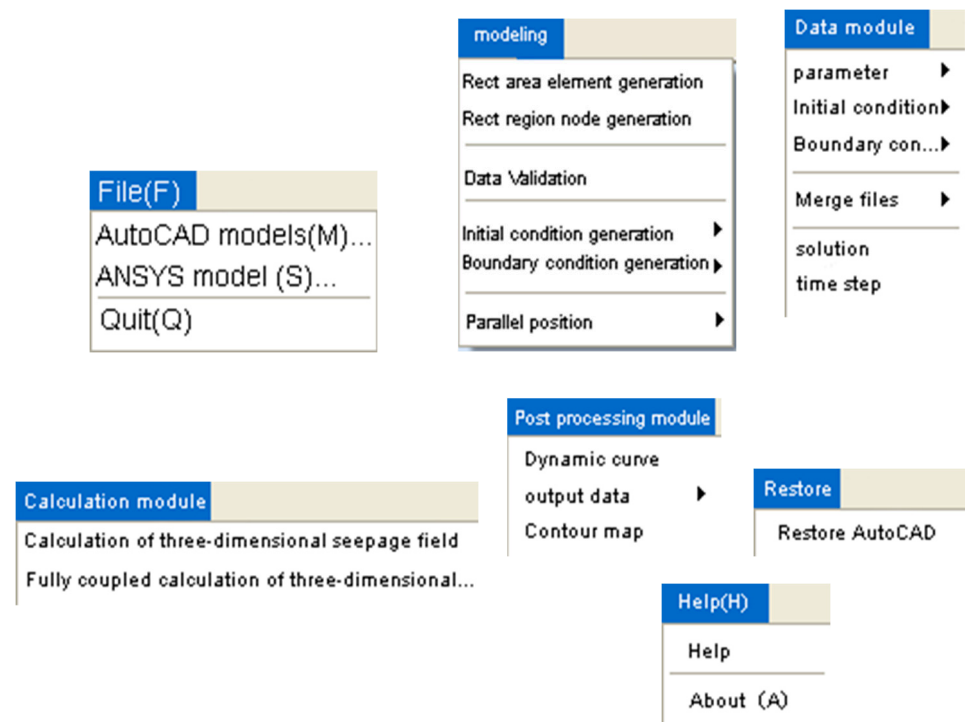 File(F)
AutoCAD models(M)...
ANSYS model (S)...
Quit(Q)
modeling
Rect area element generation
Rect region node generation
Data Validation
Initial condition generation
Boundary condition generation
Parallel position
Data module
parameter
Initial condition
Boundary con...
Merge files
solution
time step
Calculation module
Calculation of three-dimensional seepage field
Fully coupled calculation of three-dimensional...
Post processing module
Dynamic curve
output data
Contour map
Restore
Restore AutoCAD
Help(H)
Help
About (A)